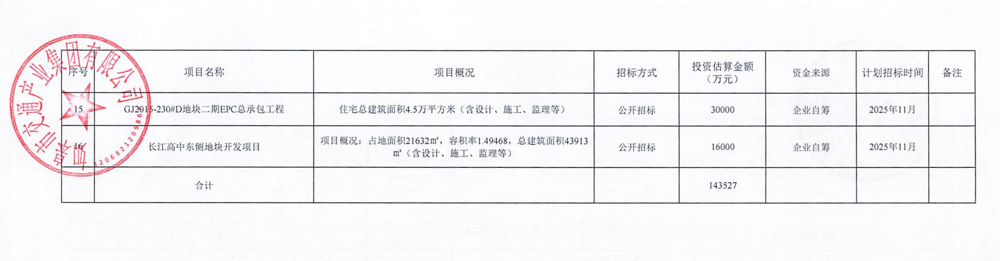 序号 项目名称 项目概况 招标方式 投资估算金额 资金来源 计划招标时间 备注
（万元）
15 GJ2015-230#D地块二期EPC总承包工程 住宅总建筑面积4.5万平方米（含设计、施工、监理等） 公开招标 30000 企业自筹 2025年11月
16 长江高中东侧地块开发项目 项目概况：占地面积21632㎡，容积率1.49468，总建筑面积43913 公开招标 16000 企业自筹 2025年11月
㎡（含设计、施工、监理等）
合计 143527
如皋市交通产业集团有限公司